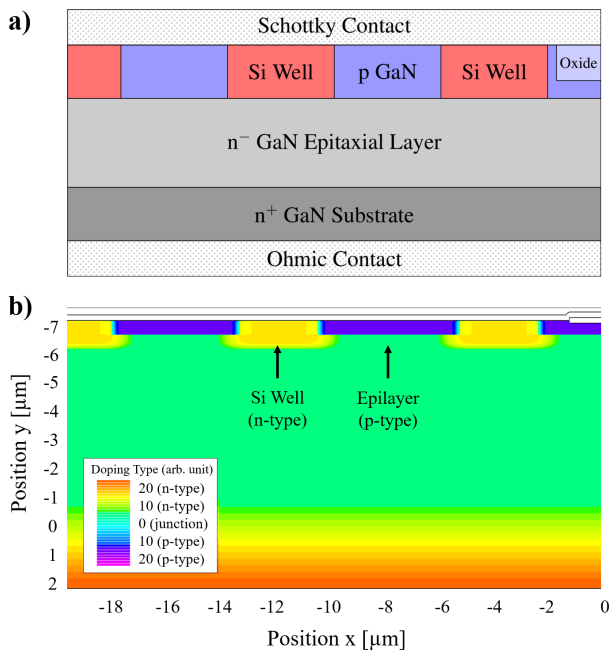 a)
Schottky Contact
Si Well
p GaN
Si Well
Oxide
n⁻ GaN Epitaxial Layer
n⁺ GaN Substrate
Ohmic Contact
b)
-7
-6
-5
-4
-3
-2
-1
0
1
2
Position y [µm]
Si Well
(n-type)
Epilayer
(p-type)
Doping Type (arb. unit)
20 (n-type)
10 (n-type)
0 (junction)
10 (p-type)
20 (p-type)
-18 -16 -14 -12 -10 -8 -6 -4 -2 0
Position x [µm]